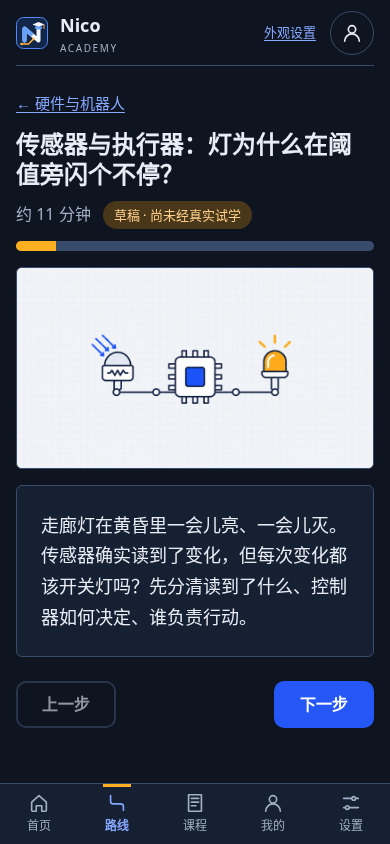 Nico
ACADEMY
外观设置
← 硬件与机器人
传感器与执行器：灯为什么在阈
值旁闪个不停？
约 11 分钟
草稿 · 尚未经真实试学
走廊灯在黄昏里一会儿亮、一会儿灭。
传感器确实读到了变化，但每次变化都
该开关灯吗？先分清读到了什么、控制
器如何决定、谁负责行动。
上一步
下一步
首页
路线
课程
我的
设置